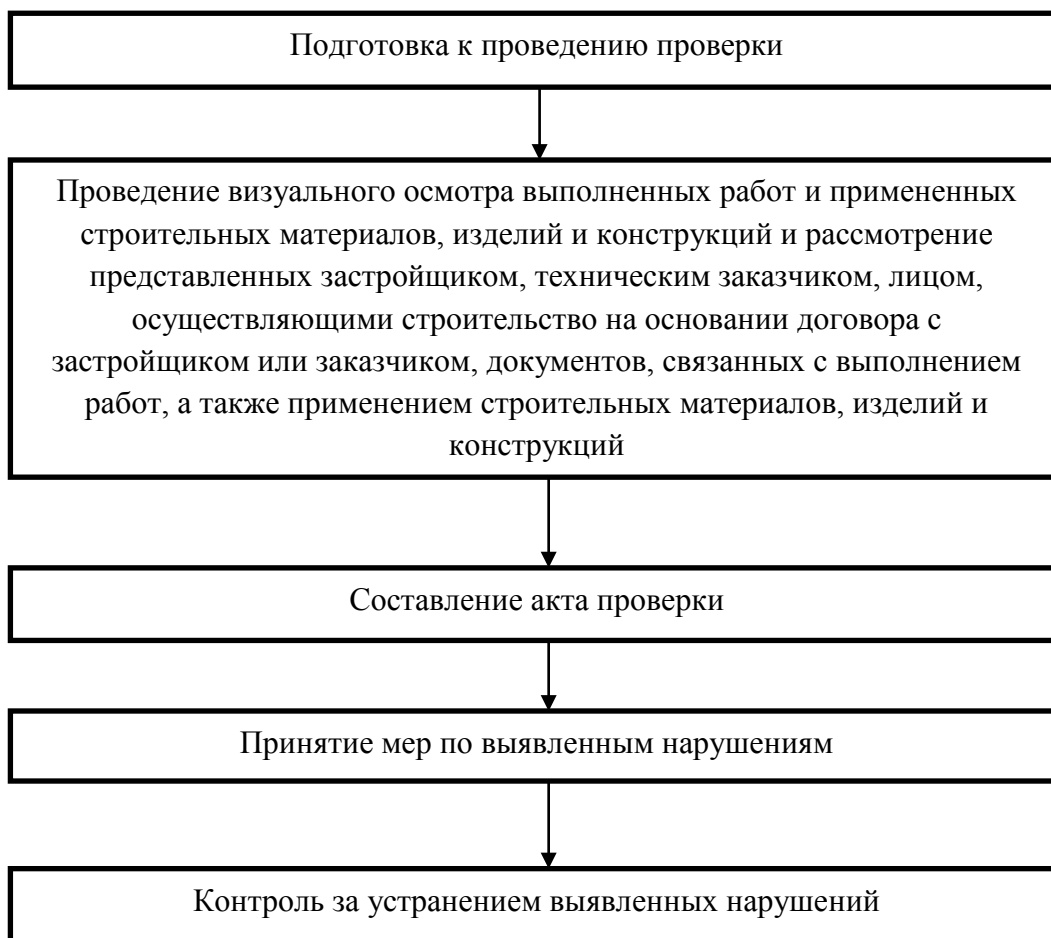 Подготовка к проведению проверки
Проведение визуального осмотра выполненных работ и примененных
строительных материалов, изделий и конструкций и рассмотрение
представленных застройщиком, техническим заказчиком, лицом,
осуществляющими строительство на основании договора с
застройщиком или заказчиком, документов, связанных с выполнением
работ, а также применением строительных материалов, изделий и
конструкций
Составление акта проверки
Принятие мер по выявленным нарушениям
Контроль за устранением выявленных нарушений